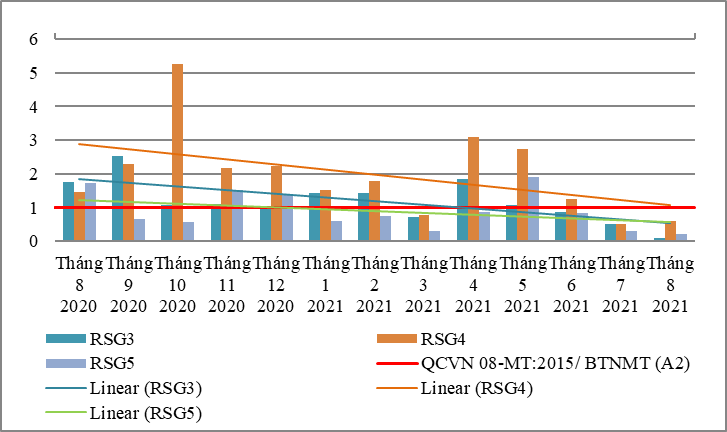 6
5
4
3
2
1
0
Tháng Tháng Tháng Tháng Tháng Tháng Tháng Tháng Tháng Tháng Tháng Tháng Tháng
8 9 10 11 12 1 2 3 4 5 6 7 8
2020 2020 2020 2020 2020 2021 2021 2021 2021 2021 2021 2021 2021
RSG3 RSG4
RSG5 QCVN 08-MT:2015/ BTNMT (A2)
Linear (RSG3) Linear (RSG4)
Linear (RSG5)